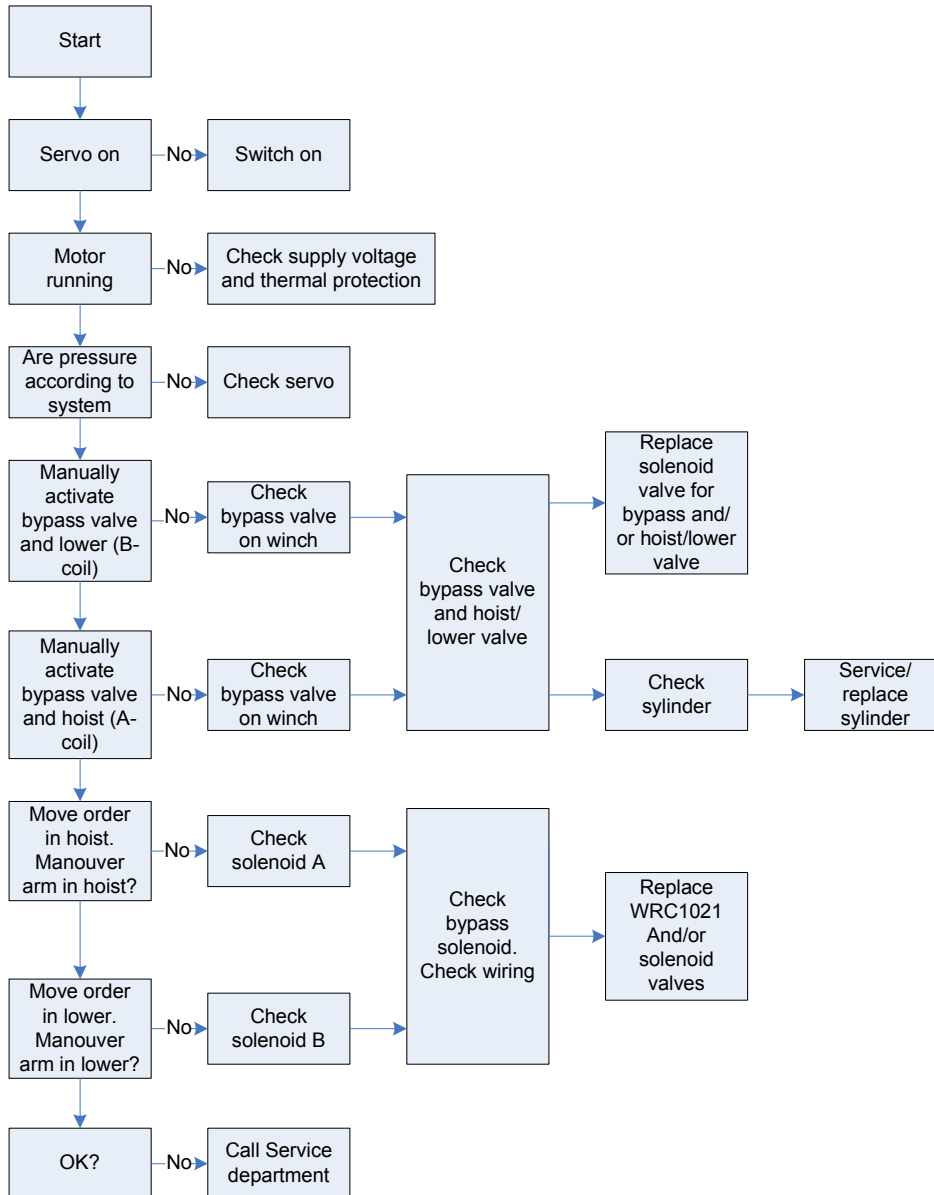 Start
Servo on
No
Switch on
Motor
running
No
Check supply voltage
and thermal protection
Are pressure
according to
system
No
Check servo
Manually
activate
bypass valve
and lower (B-
coil)
No
Check
bypass valve
on winch
Check
bypass valve
and hoist/
lower valve
Replace
solenoid
valve for
bypass and/
or hoist/lower
valve
Manually
activate
bypass valve
and hoist (A-
coil)
No
Check
bypass valve
on winch
Check
sylinder
Service/
replace
sylinder
Move order
in hoist.
Manouver
arm in hoist?
No
Check
solenoid A
Check
bypass
solenoid.
Check wiring
Replace
WRC1021
And/or
solenoid
valves
Move order
in lower.
Manouver
arm in lower?
No
Check
solenoid B
OK?
No
Call Service
department